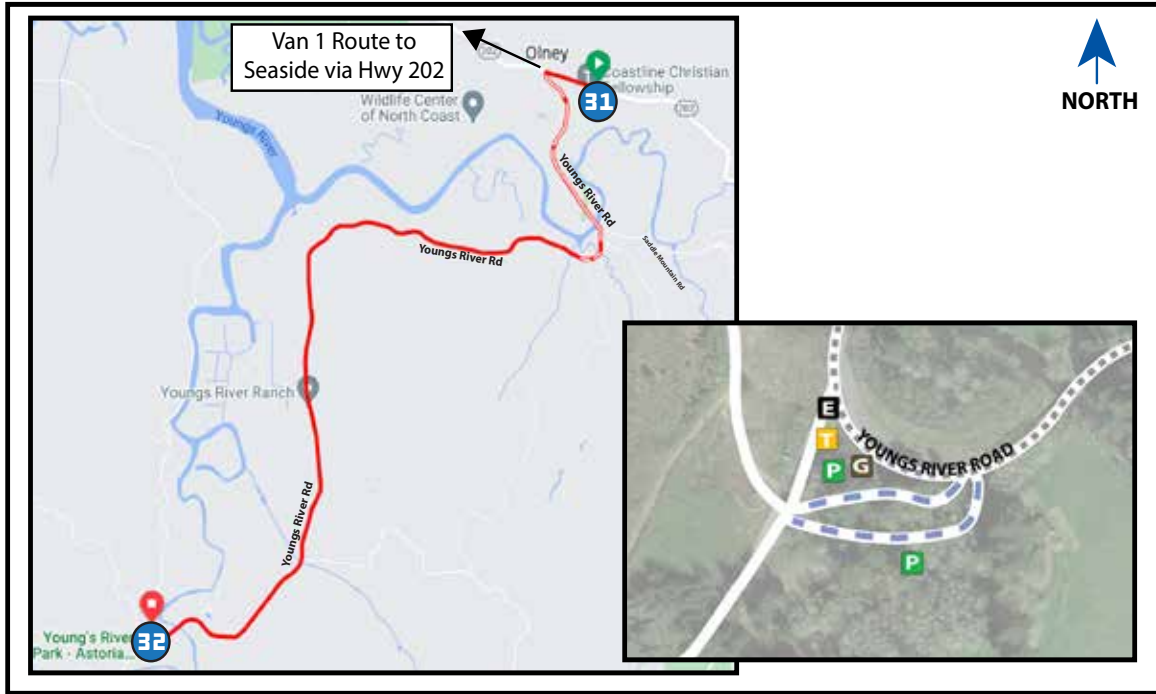 Van 1 Route to
Seaside via Hwy 202
202
Olney
Coastline Christian
Fellowship
31
202
NORTH
Wildlife Center
of North Coast
Youngs River
Youngs River Rd
Youngs River Rd
Saddle Mountain Rd
Youngs River Ranch
Youngs River Rd
Young's River
Park - Astoria...
32
E
T
P
G
YOUNGS RIVER ROAD
P